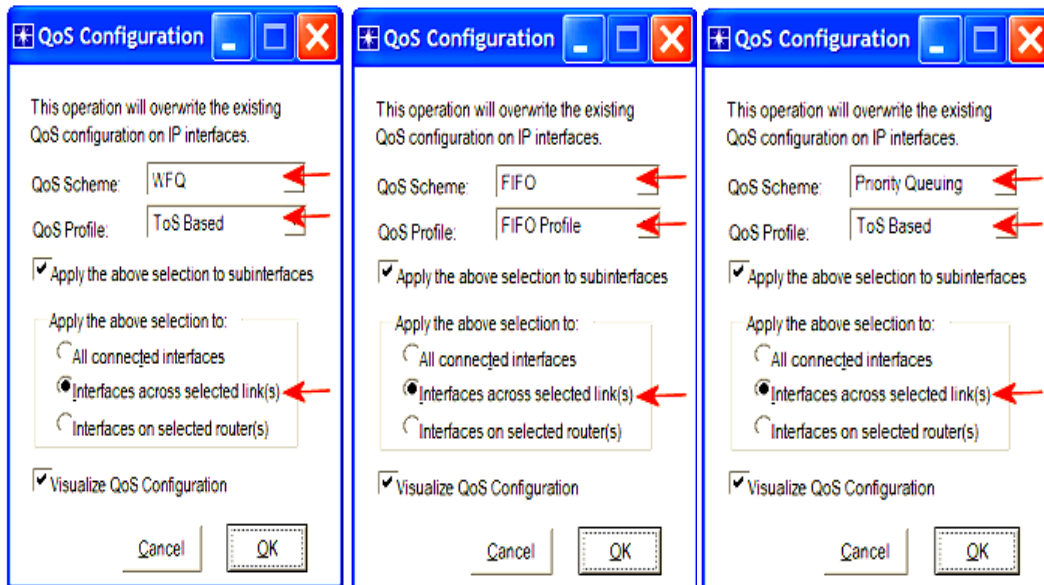 QoS Configuration
This operation will overwrite the existing
QoS configuration on IP interfaces.
QoS Scheme: WFQ
QoS Profile: ToS Based
Apply the above selection to subinterfaces
Apply the above selection to:
All connected interfaces
Interfaces across selected link(s)
Interfaces on selected router(s)
Visualize QoS Configuration
Cancel OK
QoS Configuration
This operation will overwrite the existing
QoS configuration on IP interfaces.
QoS Scheme: FIFO
QoS Profile: FIFO Profile
Apply the above selection to subinterfaces
Apply the above selection to:
All connected interfaces
Interfaces across selected link(s)
Interfaces on selected router(s)
Visualize QoS Configuration
Cancel OK
QoS Configuration
This operation will overwrite the existing
QoS configuration on IP interfaces.
QoS Scheme: Priority Queuing
QoS Profile: ToS Based
Apply the above selection to subinterfaces
Apply the above selection to:
All connected interfaces
Interfaces across selected link(s)
Interfaces on selected router(s)
Visualize QoS Configuration
Cancel OK